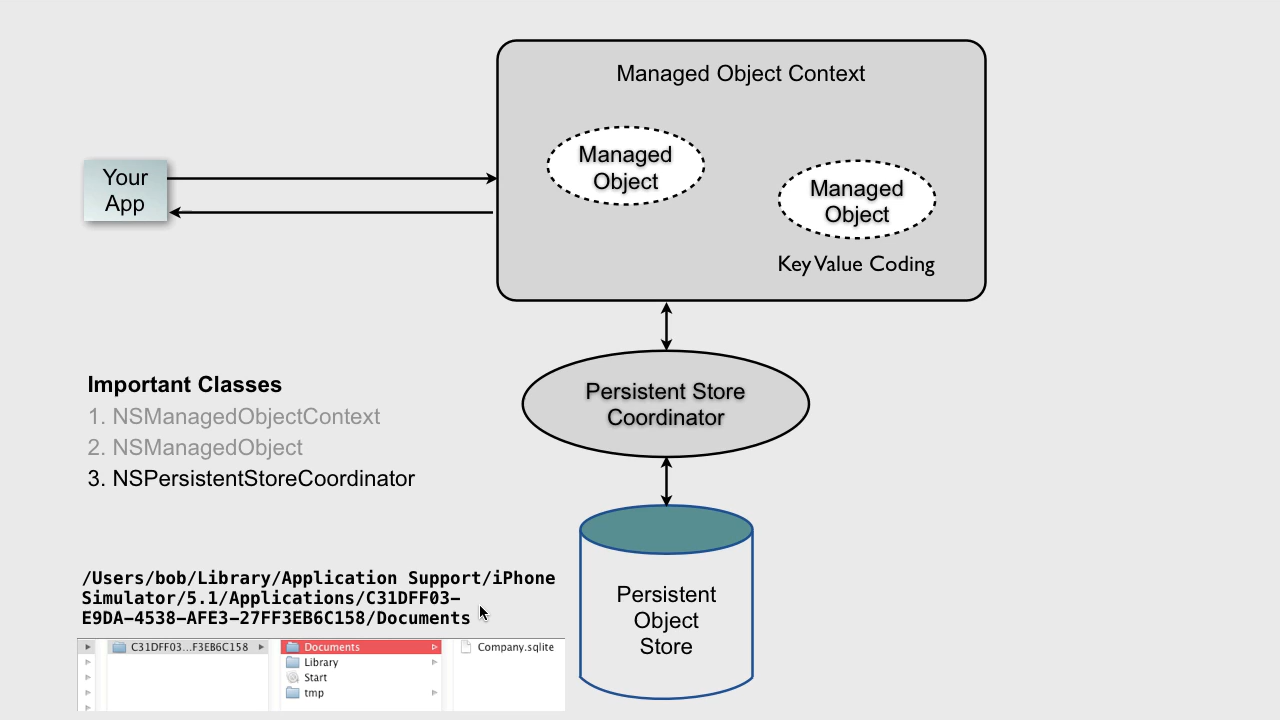 Managed Object Context
Managed
Object
Managed
Object
Key Value Coding
Your
App
Persistent Store
Coordinator
Important Classes
1. NSManagedObjectContext
2. NSManagedObject
3. NSPersistentStoreCoordinator
/Users/bob/Library/Application Support/iPhone
Simulator/5.1/Applications/C31DFF03-
E9DA-4538-AFE3-27FF3EB6C158/Documents
C31DFF03...F3EB6C158
Documents
Library
Start
tmp
Company.sqlite
Persistent
Object
Store